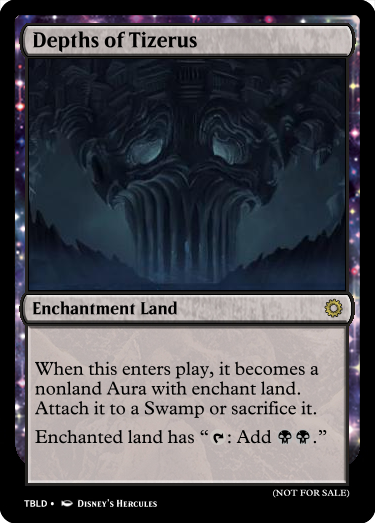 Depths of Tizerus
Enchantment Land
When this enters play, it becomes a
nonland Aura with enchant land.
Attach it to a Swamp or sacrifice it.
Enchanted land has “ : Add .”
(NOT FOR SALE)
TBLD • Disney's Hercules